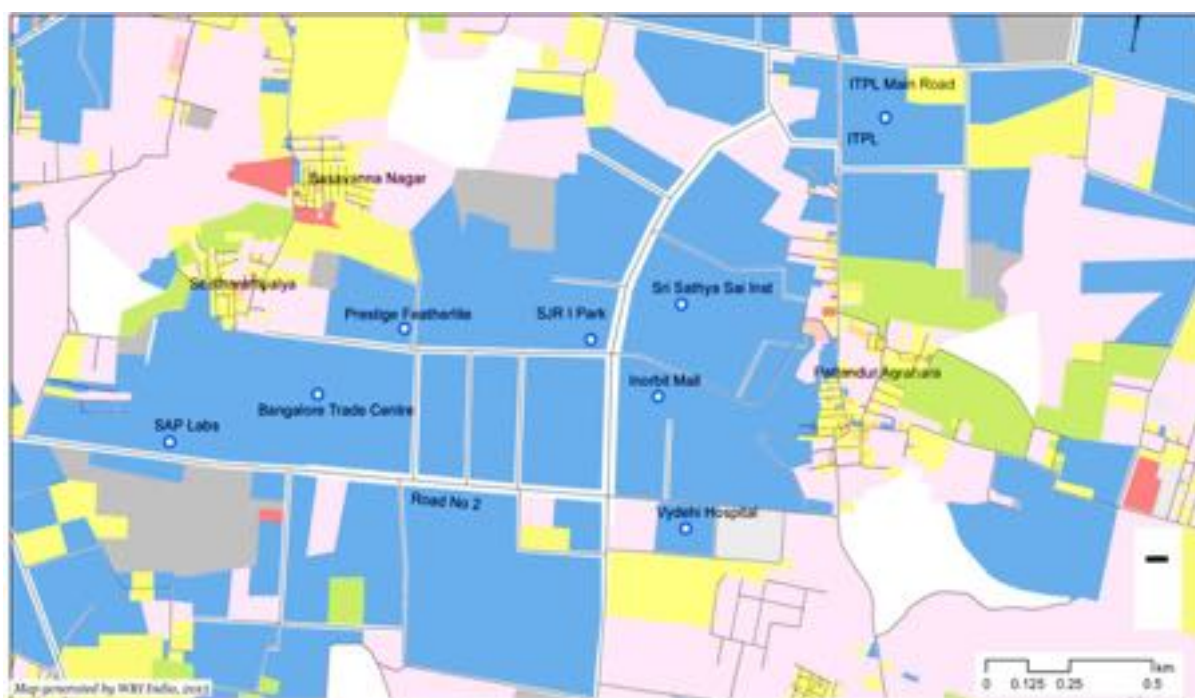 ITPL Main Road
ITPL
Basavanna Nagar
Sri Sathya Sai Inst
Prestige Featherlite
SJR I Park
Pattandur Agrahara
Inorbit Mall
Bangalore Trade Centre
SAP Labs
Road No 2
Vydehi Hospital
km
0 0.125 0.25 0.5
Map generated by WRI India,